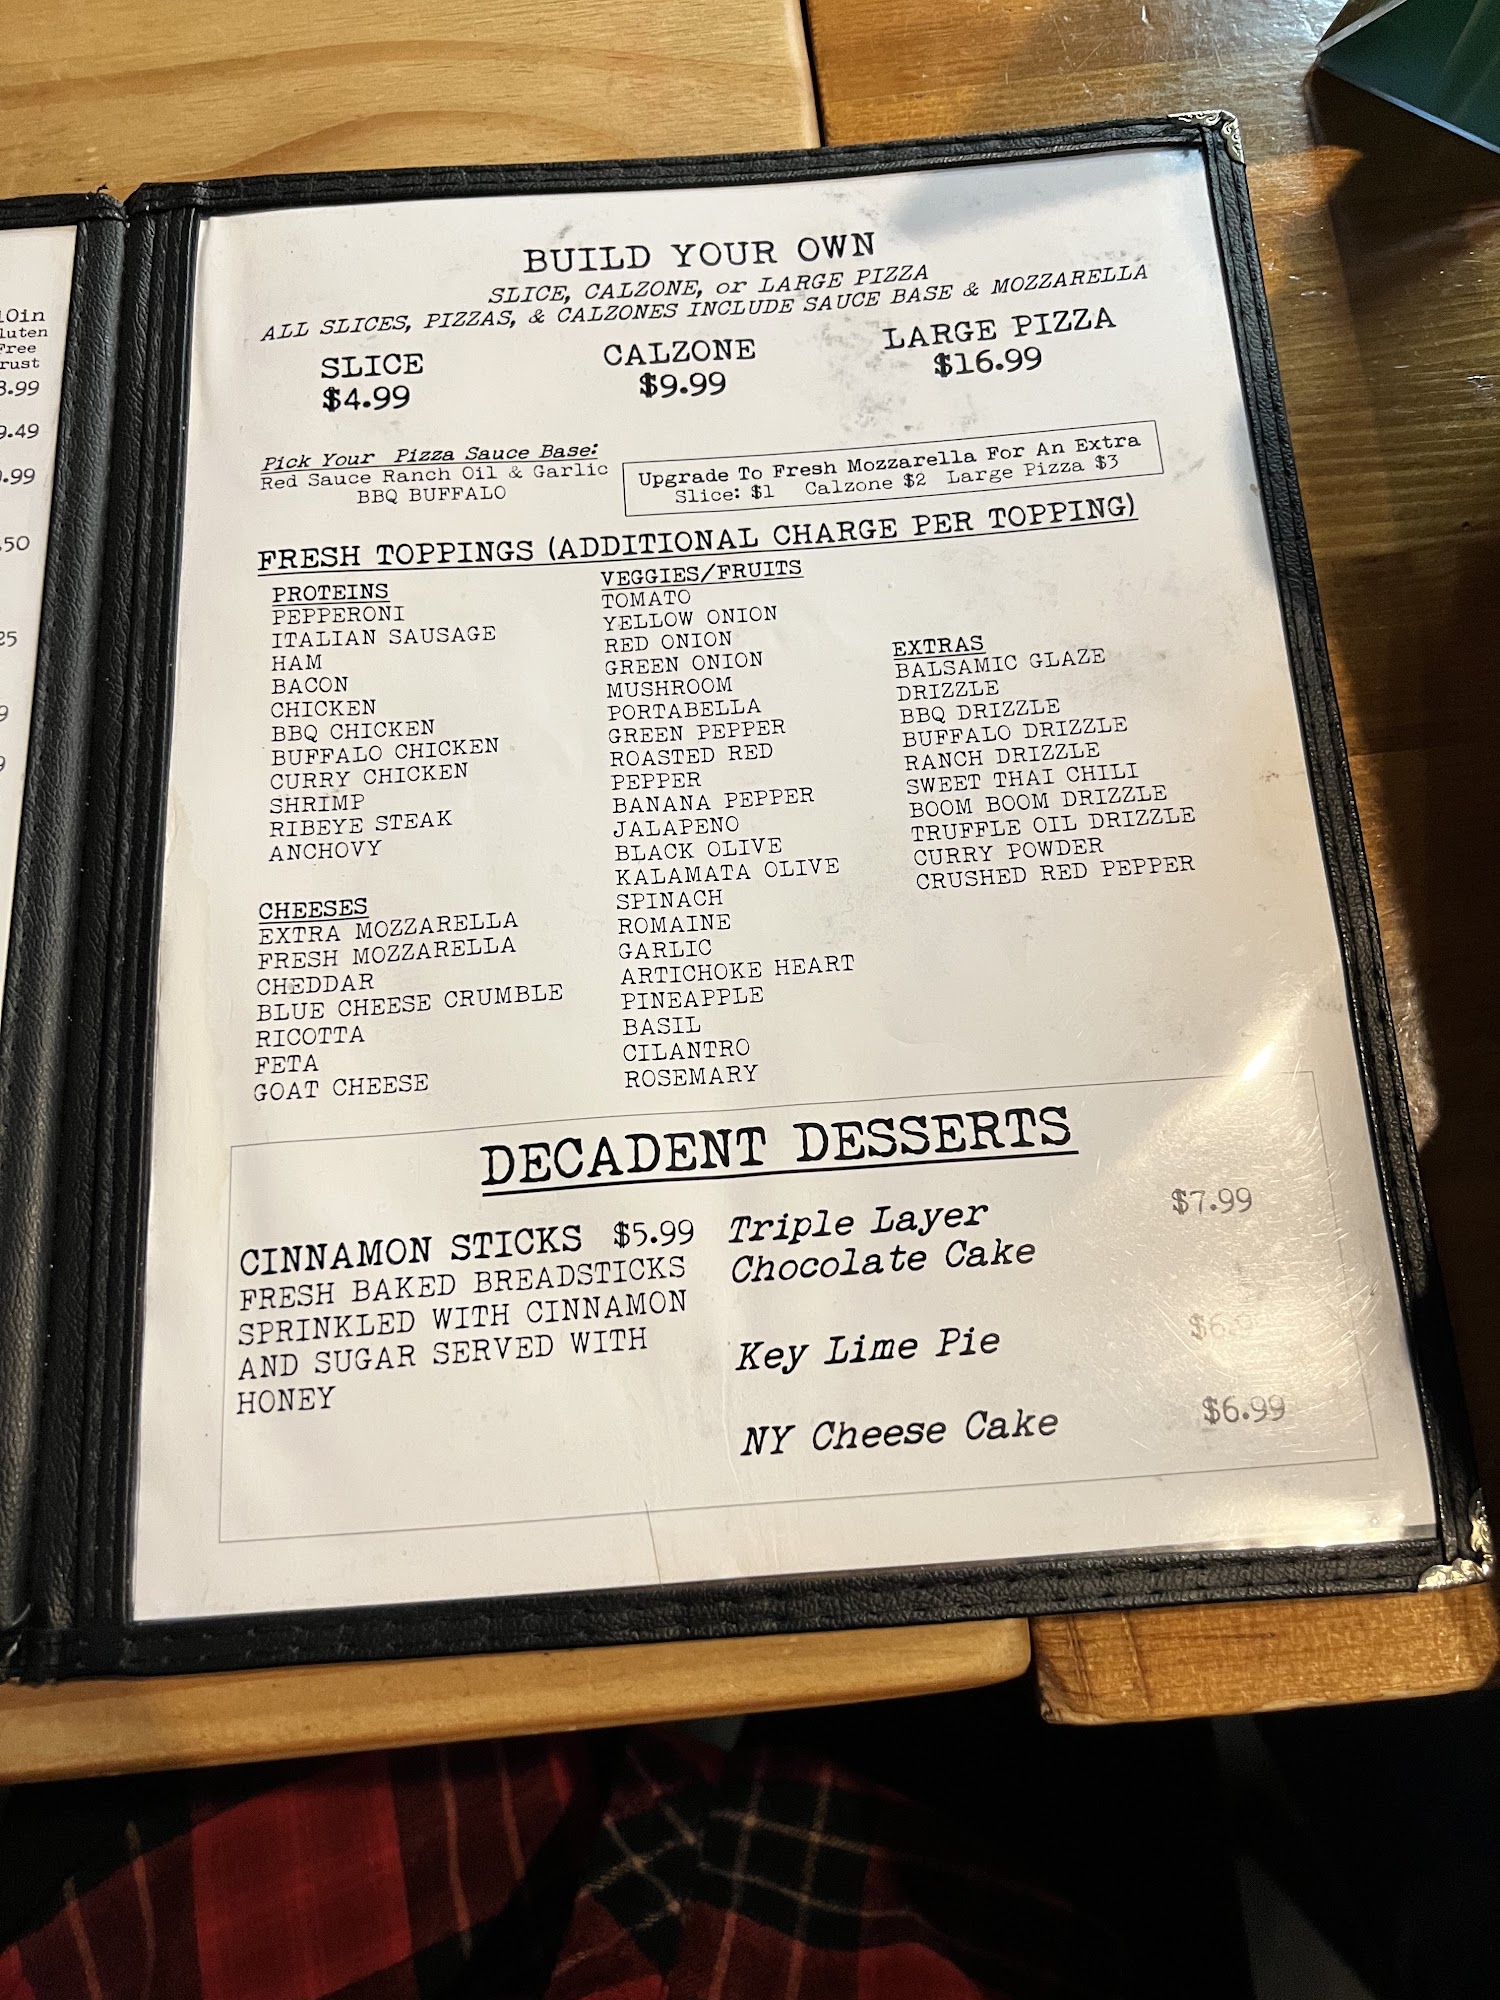 10in
Free
BUILD YOUR OWN
SLICE, CALZONE, or LARGE PIZZA
ALL SLICES, PIZZAS, & CALZONES INCLUDE SAUCE BASE & MOZZARELLA
SLICE
$4.99
CALZONE
$9.99
LARGE PIZZA
$16.99
Pick Your Pizza Sauce Base:
Red Sauce Ranch Oil & Garlic
BBQ BUFFALO
Upgrade To Fresh Mozzarella For An Extra
Slice: $1 Calzone $2 Large Pizza $3
FRESH TOPPINGS (ADDITIONAL CHARGE PER TOPPING)
PROTEINS
PEPPERONI
ITALIAN SAUSAGE
HAM
BACON
CHICKEN
BBQ CHICKEN
BUFFALO CHICKEN
CURRY CHICKEN
SHRIMP
RIBEYE STEAK
ANCHOVY
CHEESES
EXTRA MOZZARELLA
FRESH MOZZARELLA
CHEDDAR
BLUE CHEESE CRUMBLE
RICOTTA
FETA
GOAT CHEESE
VEGGIES/FRUITS
TOMATO
YELLOW ONION
RED ONION
GREEN ONION
MUSHROOM
PORTABELLA
GREEN PEPPER
ROASTED RED
PEPPER
BANANA PEPPER
JALAPENO
BLACK OLIVE
KALAMATA OLIVE
SPINACH
ROMAINE
GARLIC
ARTICHOKE HEART
PINEAPPLE
BASIL
CILANTRO
ROSEMARY
EXTRAS
BALSAMIC GLAZE
DRIZZLE
BBQ DRIZZLE
BUFFALO DRIZZLE
RANCH DRIZZLE
SWEET THAI CHILI
BOOM BOOM DRIZZLE
TRUFFLE OIL DRIZZLE
CURRY POWDER
CRUSHED RED PEPPER
DECADENT DESSERTS
CINNAMON STICKS $5.99
FRESH BAKED BREADSTICKS
SPRINKLED WITH CINNAMON
AND SUGAR SERVED WITH
HONEY
Triple Layer $7.99
Chocolate Cake
Key Lime Pie
NY Cheese Cake $6.99